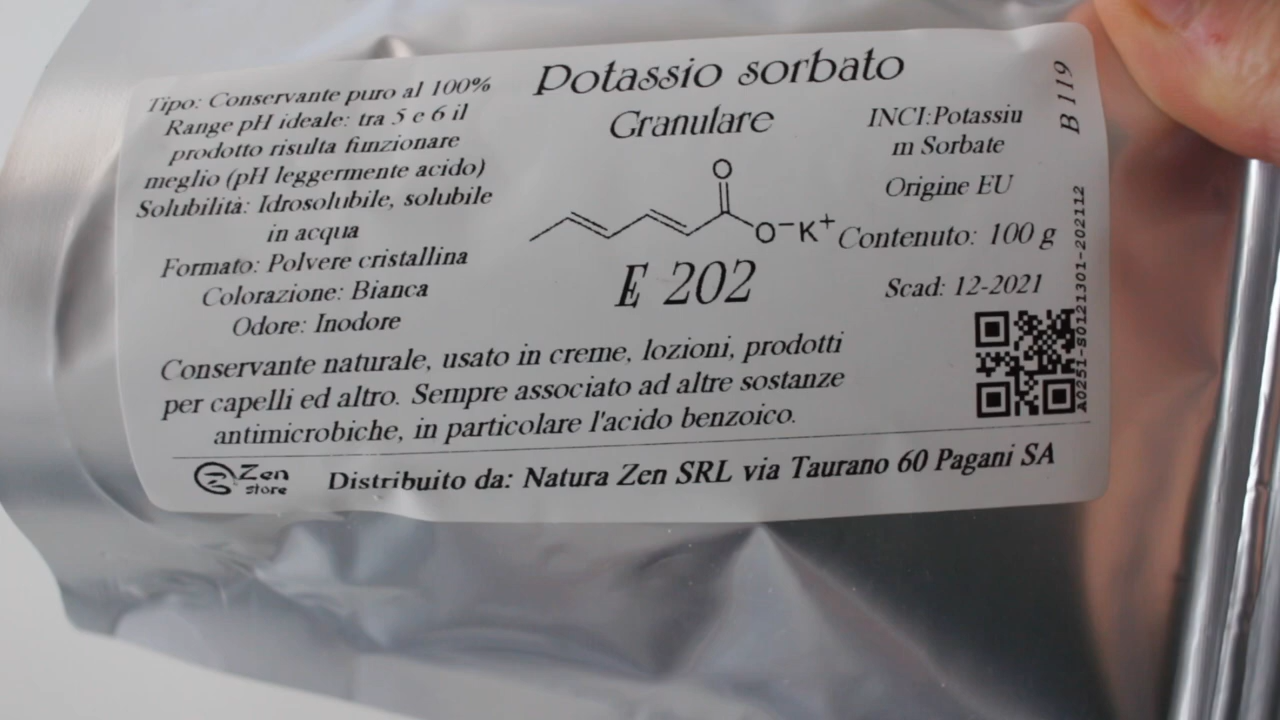 Potassio sorbato
Granulare
Tipo: Conservante puro al 100%
Range pH ideale: tra 5 e 6 il
prodotto risulta funzionare
meglio (pH leggermente acido)
Solubilità: Idrosolubile, solubile
in acqua
Formato: Polvere cristallina
Colorazione: Bianca
Odore: Inodore
O
O⁻K⁺
E 202
INCI:Potassiu
m Sorbate
Origine EU
Contenuto: 100 g
Scad: 12-2021
B 119
A0251-S0121301-202112
Conservante naturale, usato in creme, lozioni, prodotti
per capelli ed altro. Sempre associato ad altre sostanze
antimicrobiche, in particolare l'acido benzoico.
Zen
store
Distribuito da: Natura Zen SRL via Taurano 60 Pagani SA